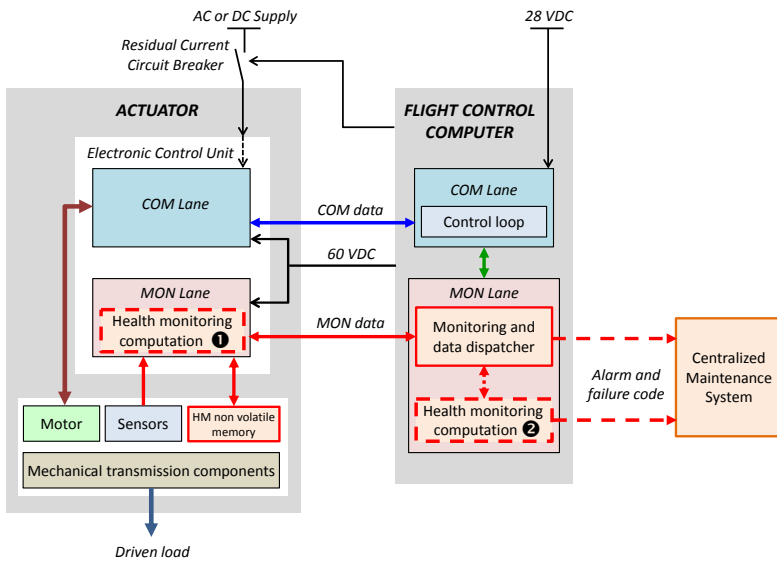 AC or DC Supply
28 VDC
Residual Current
Circuit Breaker
ACTUATOR
FLIGHT CONTROL
COMPUTER
Electronic Control Unit
COM Lane
COM data
COM Lane
Control loop
60 VDC
MON Lane
Health monitoring
computation ❶
MON data
MON Lane
Monitoring and
data dispatcher
Health monitoring
computation ❷
Alarm and
failure code
Centralized
Maintenance
System
Motor
Sensors
HM non volatile
memory
Mechanical transmission components
Driven load